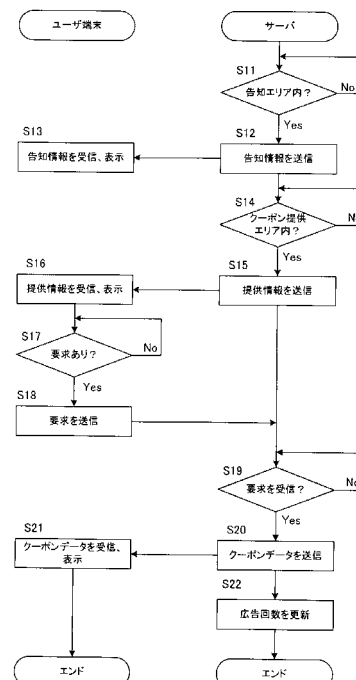 ユーザ端末
サーバ
S11
告知エリア内？
No
Yes
S12
告知情報を送信
S13
告知情報を受信、表示
S14
クーポン提供
エリア内？
No
Yes
S15
提供情報を送信
S16
提供情報を受信、表示
S17
要求あり？
No
Yes
S18
要求を送信
S19
要求を受信？
No
Yes
S20
クーポンデータを送信
S21
クーポンデータを受信、
表示
S22
広告回数を更新
エンド
エンド